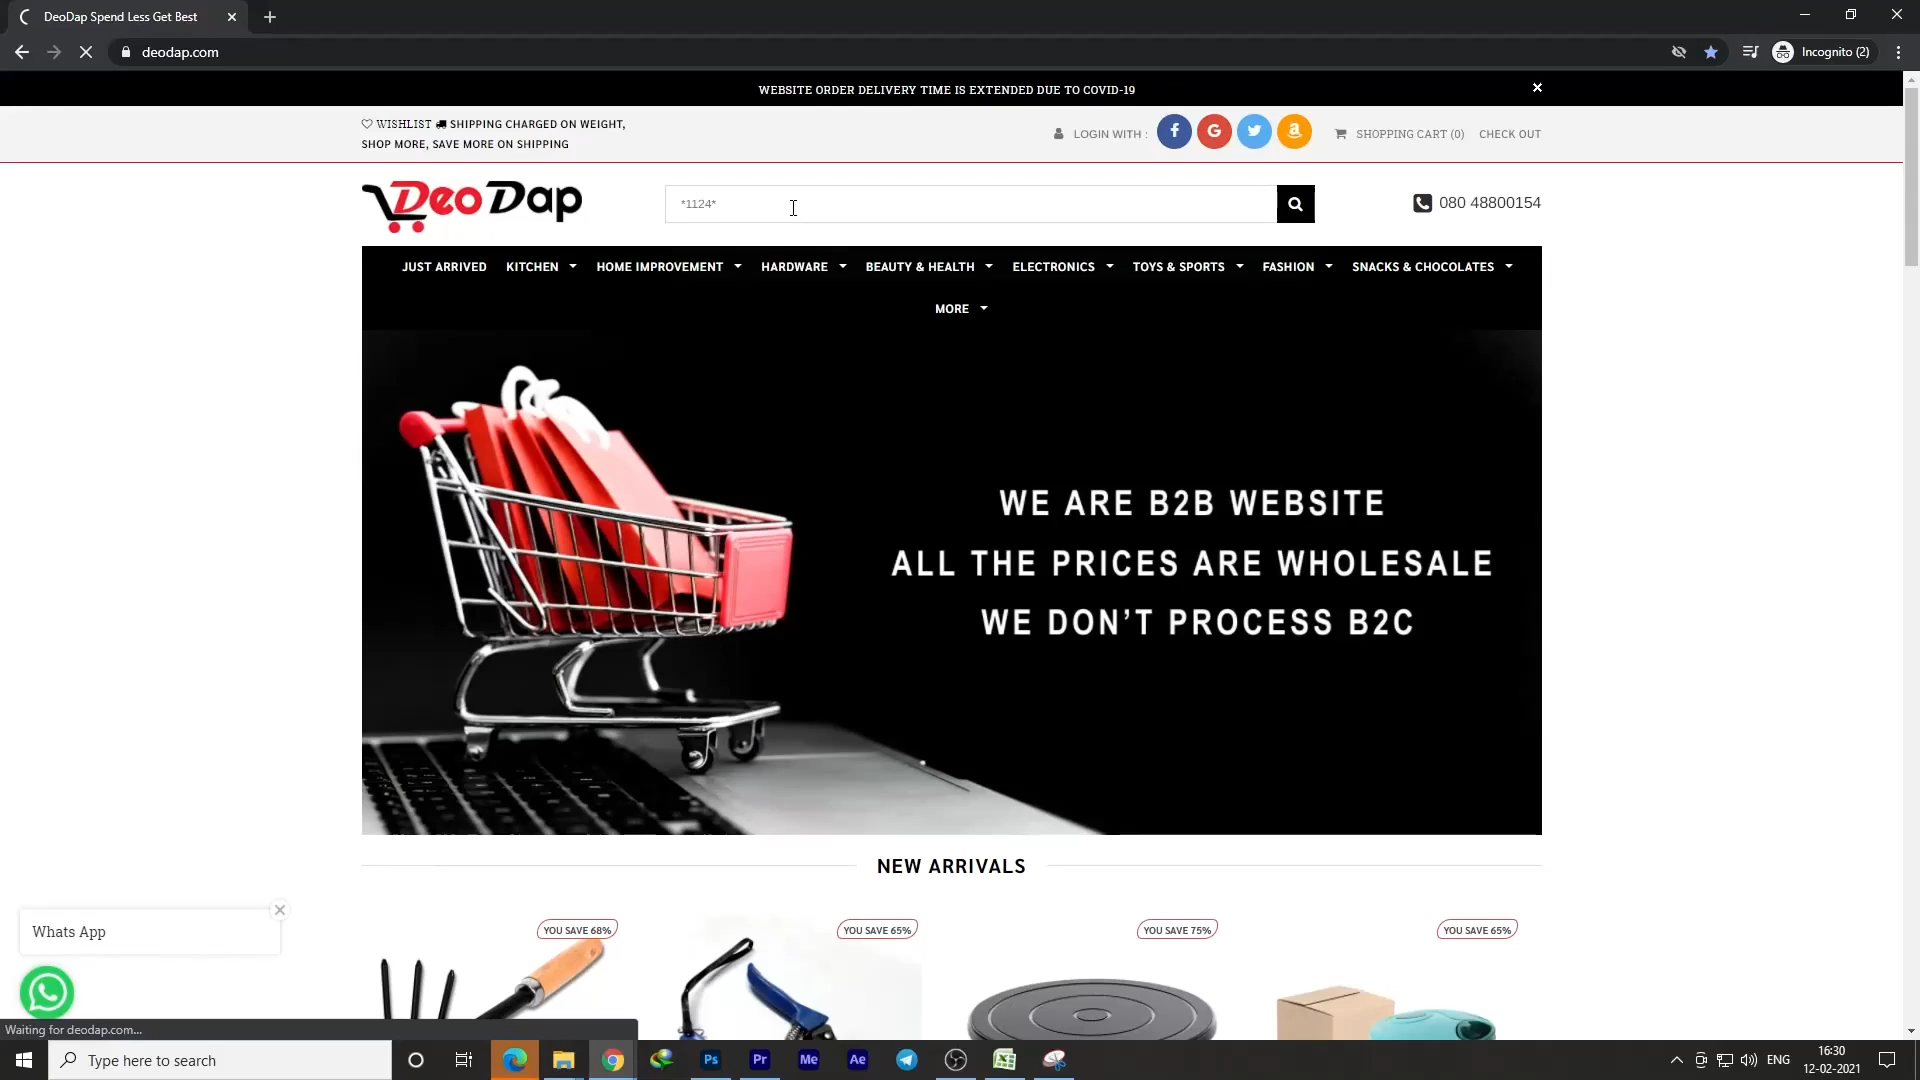 DeoDap Spend Less Get Best
deodap.com
Incognito (2)
WEBSITE ORDER DELIVERY TIME IS EXTENDED DUE TO COVID-19
WISHLIST SHIPPING CHARGED ON WEIGHT,
SHOP MORE, SAVE MORE ON SHIPPING
LOGIN WITH :
SHOPPING CART (0)
CHECK OUT
DeoDap
*1124*
080 48800154
JUST ARRIVED KITCHEN HOME IMPROVEMENT HARDWARE BEAUTY & HEALTH ELECTRONICS TOYS & SPORTS FASHION SNACKS & CHOCOLATES
MORE
WE ARE B2B WEBSITE
ALL THE PRICES ARE WHOLESALE
WE DON'T PROCESS B2C
NEW ARRIVALS
YOU SAVE 68% YOU SAVE 65% YOU SAVE 75% YOU SAVE 65%
Whats App
Waiting for deodap.com...
Type here to search
Ps Pr Me Ae
ENG
16:30
12-02-2021